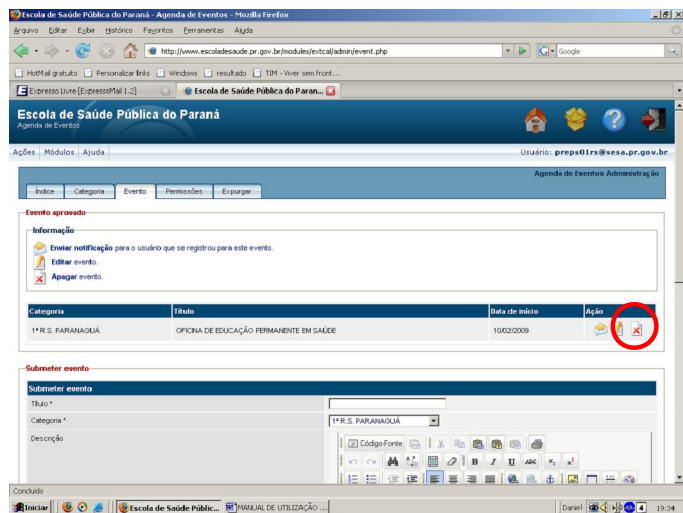 Escola de Saúde Pública do Paraná - Agenda de Eventos - Mozilla Firefox
Arquivo Editar Exibir Histórico Favoritos Ferramentas Ajuda
http://www.escoladesaude.pr.gov.br/modules/extcal/admin/event.php
Google
HotMail gratuito Personalizar links Windows resultado TIM - Viver sem front...
Expresso Livre [ExpressoMail 1.2] Escola de Saúde Pública do Paran...
Escola de Saúde Pública do Paraná
Agenda de Eventos
Ações Módulos Ajuda
Usuário: preps01rs@sesa.pr.gov.br
Agenda de Eventos Administração
Índice Categoria Evento Permissões Expurgar
Evento aprovado
Informação
Enviar notificação para o usuário que se registrou para este evento.
Editar evento.
Apagar evento.
Categoria Título Data de início Ação
1ª R.S. PARANAGUÁ OFICINA DE EDUCAÇÃO PERMANENTE EM SAÚDE 10/02/2009
Submeter evento
Submeter evento
Título *
Categoria * 1ª R.S. PARANAGUÁ
Descrição
Código-Fonte
B I U ABC x₂ x²
Concluído
Iniciar Escola de Saúde Públic... MANUAL DE UTILIZAÇÃO ... Daniel 4 19:34